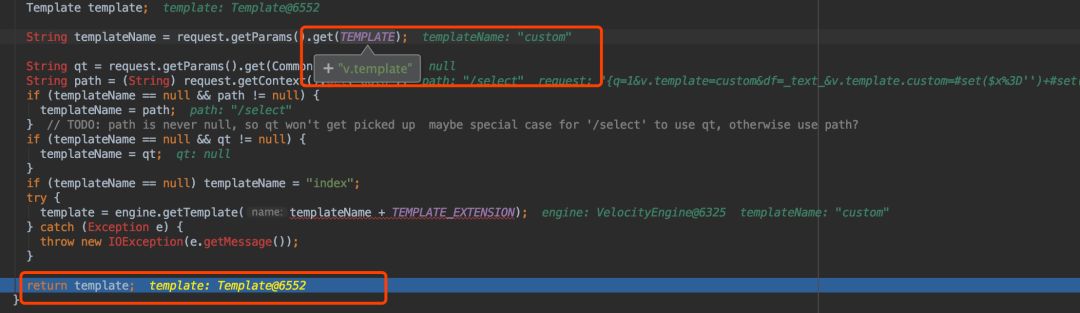 Template template;  template: Template@6552
String templateName = request.getParams().get(TEMPLATE);  templateName: "custom"
+ "v.template"
String qt = request.getParams().get(Commo null
String path = (String) request.getContext( path: "/select"  request: "{q=1&v.template=custom&df=_text_&v.template.custom=#set($x%3D'')+#set(
if (templateName == null && path != null) {
templateName = path;  path: "/select"
}  // TODO: path is never null, so qt won't get picked up  maybe special case for '/select' to use qt, otherwise use path?
if (templateName == null && qt != null) {
templateName = qt;  qt: null
}
if (templateName == null) templateName = "index";
try {
template = engine.getTemplate( name: templateName + TEMPLATE_EXTENSION);  engine: VelocityEngine@6325  templateName: "custom"
} catch (Exception e) {
throw new IOException(e.getMessage());
}
return template;  template: Template@6552
}